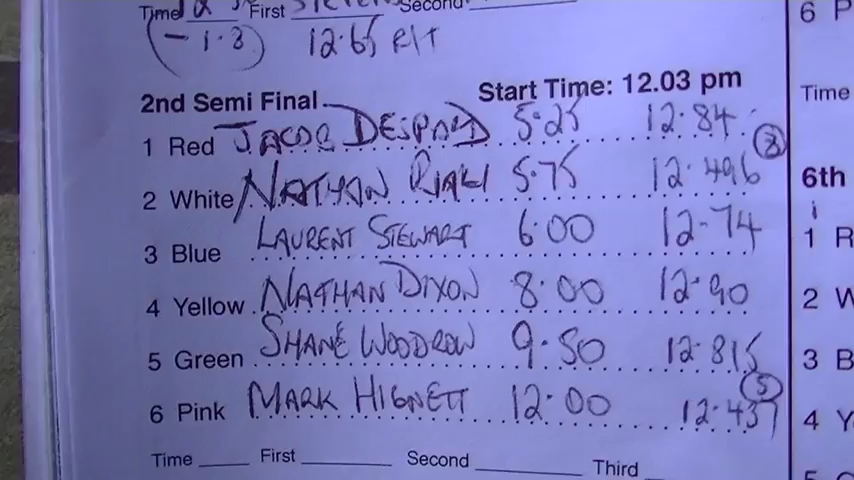 Time First Second
(-1.3) 12.65 R/T
6 P
Time
2nd Semi Final Start Time: 12.03 pm
1 Red JACOB DESPARD 5.25 12.84
3
2 White NATHAN RIALI 5.75 12.496
3 Blue LAURENT STEWART 6.00 12.74
4 Yellow NATHAN DIXON 8.00 12.90
5 Green SHANE WOODROW 9.50 12.815
5
6 Pink MARK HIGNETT 12.00 12.437
Time First Second Third
6th
1 R
2 W
3 B
4 Y